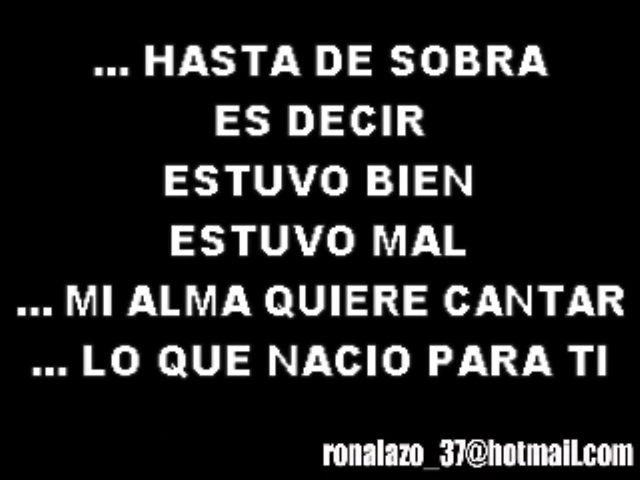 ... HASTA DE SOBRA
ES DECIR
ESTUVO BIEN
ESTUVO MAL
... MI ALMA QUIERE CANTAR
... LO QUE NACIO PARA TI
ronalazo_37@hotmail.com